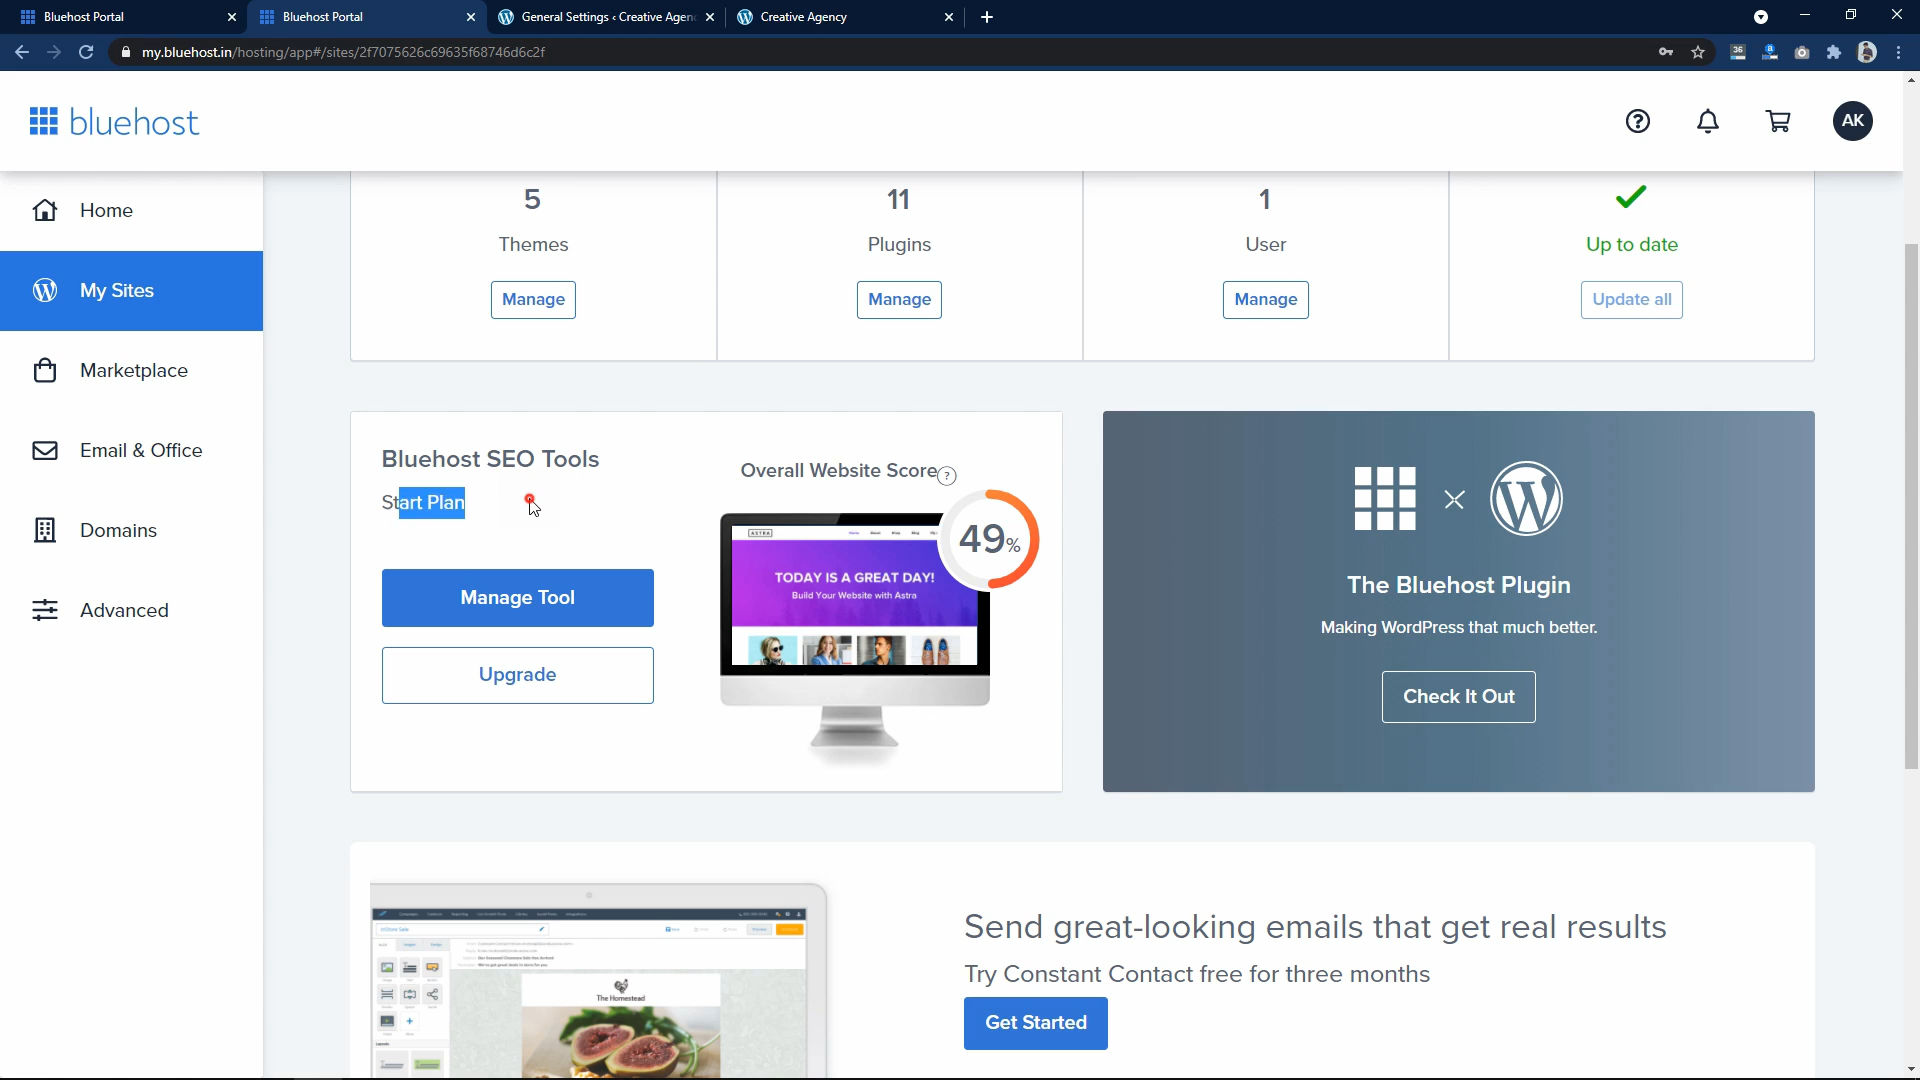 Bluehost Portal
Bluehost Portal
General Settings ‹ Creative Agen
Creative Agency
my.bluehost.in/hosting/app#/sites/2f7075626c69635f68746d6c2f
36
bluehost
AK
Home
My Sites
Marketplace
Email & Office
Domains
Advanced
5
Themes
Manage
11
Plugins
Manage
1
User
Manage
Up to date
Update all
Bluehost SEO Tools
Start Plan
Manage Tool
Upgrade
Overall Website Score ?
49%
ASTRA
TODAY IS A GREAT DAY!
Build Your Website with Astra
The Bluehost Plugin
Making WordPress that much better.
Check It Out
The Homestead
Send great-looking emails that get real results
Try Constant Contact free for three months
Get Started